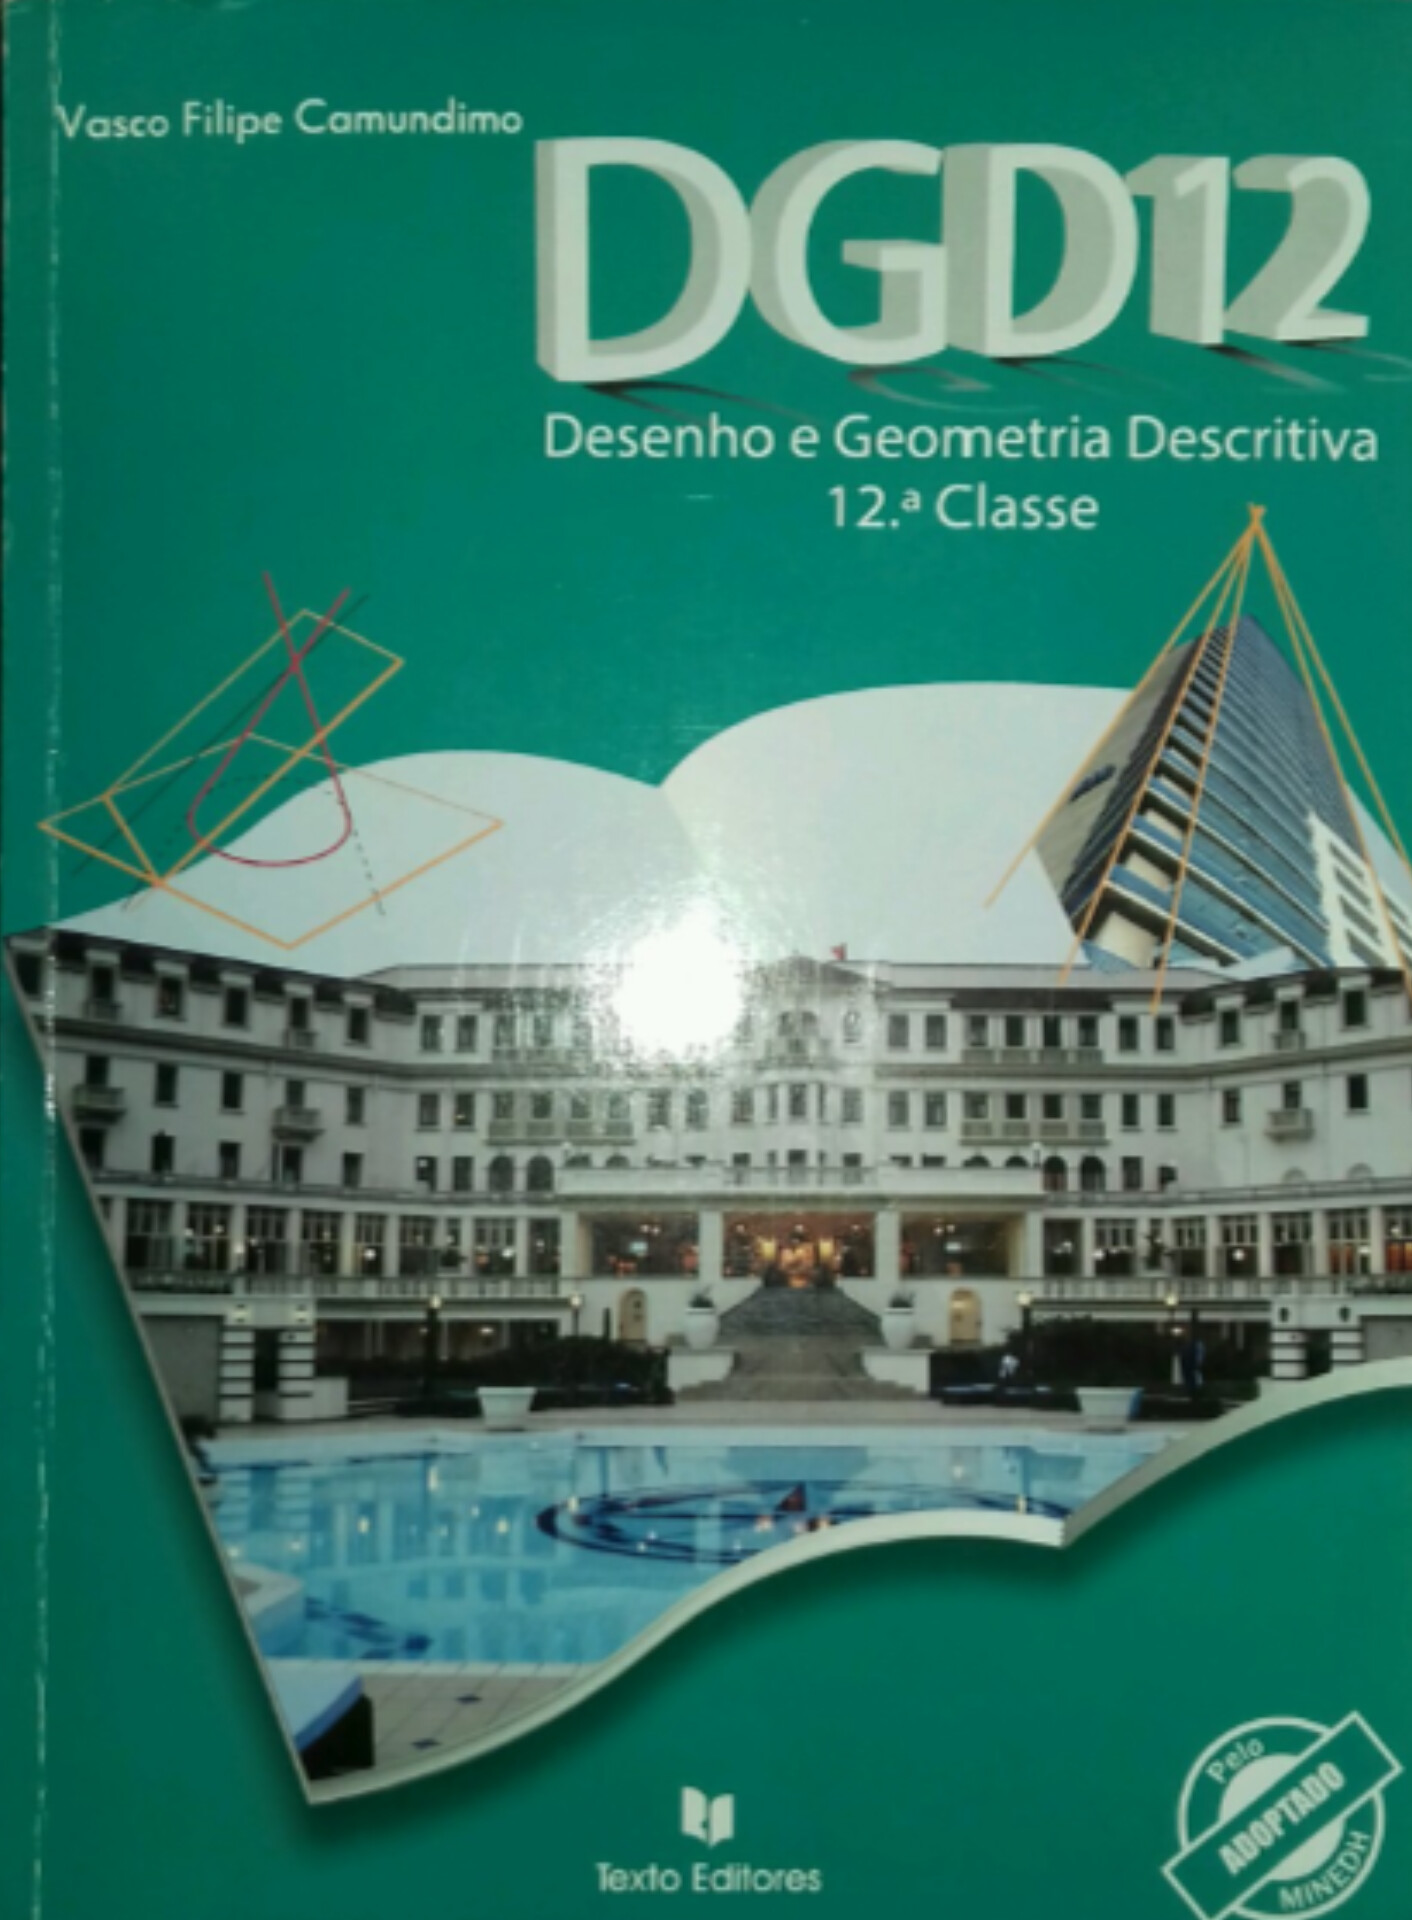 Vasco Filipe Camundimo
DGD12
Desenho e Geometria Descritiva
12.ª Classe
Texto Editores
Pelo
ADOPTADO
MINEDH